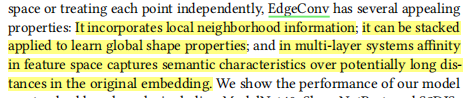 space or treating each point independently, EdgeConv has several appealing
properties: It incorporates local neighborhood information; it can be stacked
applied to learn global shape properties; and in multi-layer systems affinity
in feature space captures semantic characteristics over potentially long dis-
tances in the original embedding. We show the performance of our model